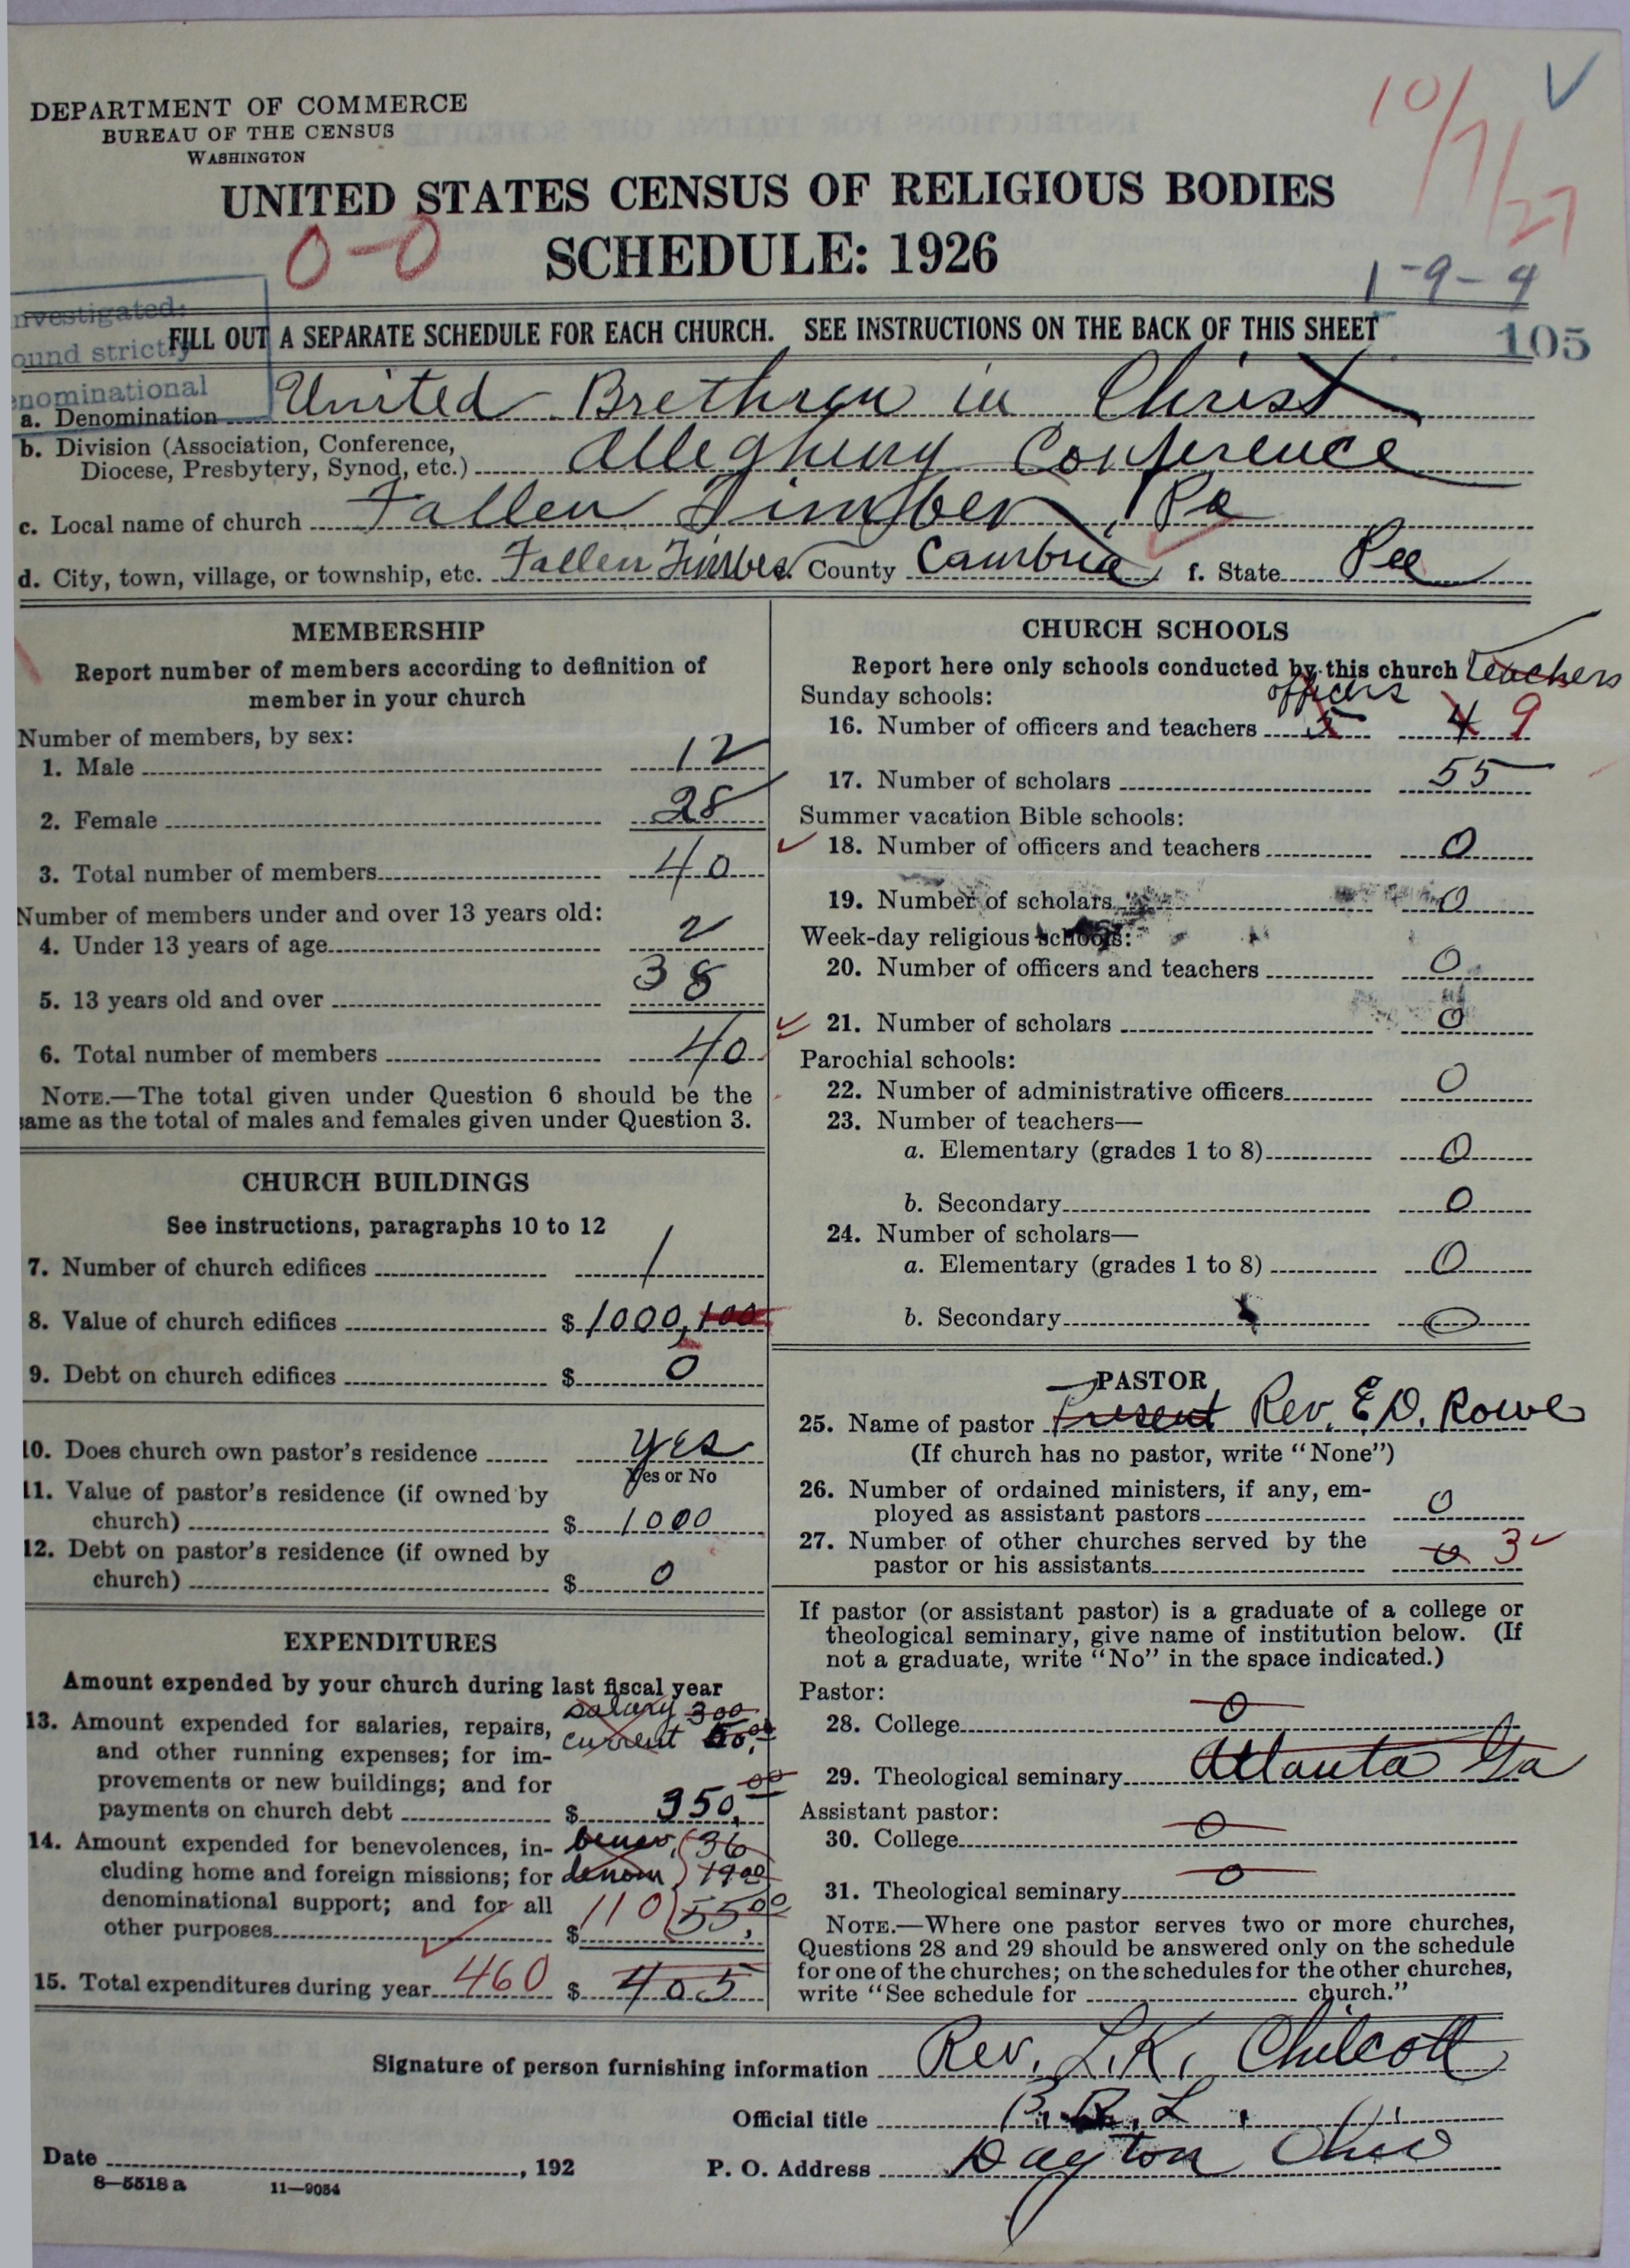 DEPARTMENT OF COMMERCE
BUREAU OF THE CENSUS
WASHINGTON
10/7/27
UNITED STATES CENSUS OF RELIGIOUS BODIES
0-0
SCHEDULE: 1926
1-9-4
nvestigated:
ound strictly
enominational
FILL OUT A SEPARATE SCHEDULE FOR EACH CHURCH. SEE INSTRUCTIONS ON THE BACK OF THIS SHEET
105
a. Denomination United Brethren in Christ
b. Division (Association, Conference,
Diocese, Presbytery, Synod, etc.) Allegheny Conference
c. Local name of church Fallen Timber, Pa
d. City, town, village, or township, etc. Fallen Timber County Cambria f. State Pa
MEMBERSHIP
Report number of members according to definition of
member in your church
Number of members, by sex:
1. Male 12
2. Female 28
3. Total number of members 40
Number of members under and over 13 years old:
4. Under 13 years of age 2
5. 13 years old and over 38
6. Total number of members 40
NOTE.—The total given under Question 6 should be the
same as the total of males and females given under Question 3.
CHURCH BUILDINGS
See instructions, paragraphs 10 to 12
7. Number of church edifices 1
8. Value of church edifices $ 1000,100
9. Debt on church edifices $ 0
10. Does church own pastor's residence yes
Yes or No
11. Value of pastor's residence (if owned by
church) $ 1000
12. Debt on pastor's residence (if owned by
church) $ 0
EXPENDITURES
Amount expended by your church during last fiscal year
salary 300
13. Amount expended for salaries, repairs, current 50.00
and other running expenses; for im-
provements or new buildings; and for
payments on church debt $ 350.00
14. Amount expended for benevolences, in- benev. 36
cluding home and foreign missions; for denom 19.00
denominational support; and for all
other purposes $ 110 55.00
15. Total expenditures during year 460 $ 405
CHURCH SCHOOLS
Report here only schools conducted by this church teachers
Sunday schools: officers
16. Number of officers and teachers 5 4 9
17. Number of scholars 55
Summer vacation Bible schools:
18. Number of officers and teachers 0
19. Number of scholars 0
Week-day religious schools:
20. Number of officers and teachers 0
21. Number of scholars 0
Parochial schools:
22. Number of administrative officers 0
23. Number of teachers—
a. Elementary (grades 1 to 8) 0
b. Secondary 0
24. Number of scholars—
a. Elementary (grades 1 to 8) 0
b. Secondary 0
PASTOR
25. Name of pastor Present Rev. E.D. Rowe
(If church has no pastor, write "None")
26. Number of ordained ministers, if any, em-
ployed as assistant pastors 0
27. Number of other churches served by the
pastor or his assistants 0 3
If pastor (or assistant pastor) is a graduate of a college or
theological seminary, give name of institution below. (If
not a graduate, write "No" in the space indicated.)
Pastor:
28. College 0
29. Theological seminary Atlanta Ga
Assistant pastor:
30. College 0
31. Theological seminary 0
NOTE.—Where one pastor serves two or more churches,
Questions 28 and 29 should be answered only on the schedule
for one of the churches; on the schedules for the other churches,
write "See schedule for church."
Signature of person furnishing information Rev. L.K. Chilcott
Official title
Date , 192
P. O. Address Dayton Ohio
8—5518 a 11—9054